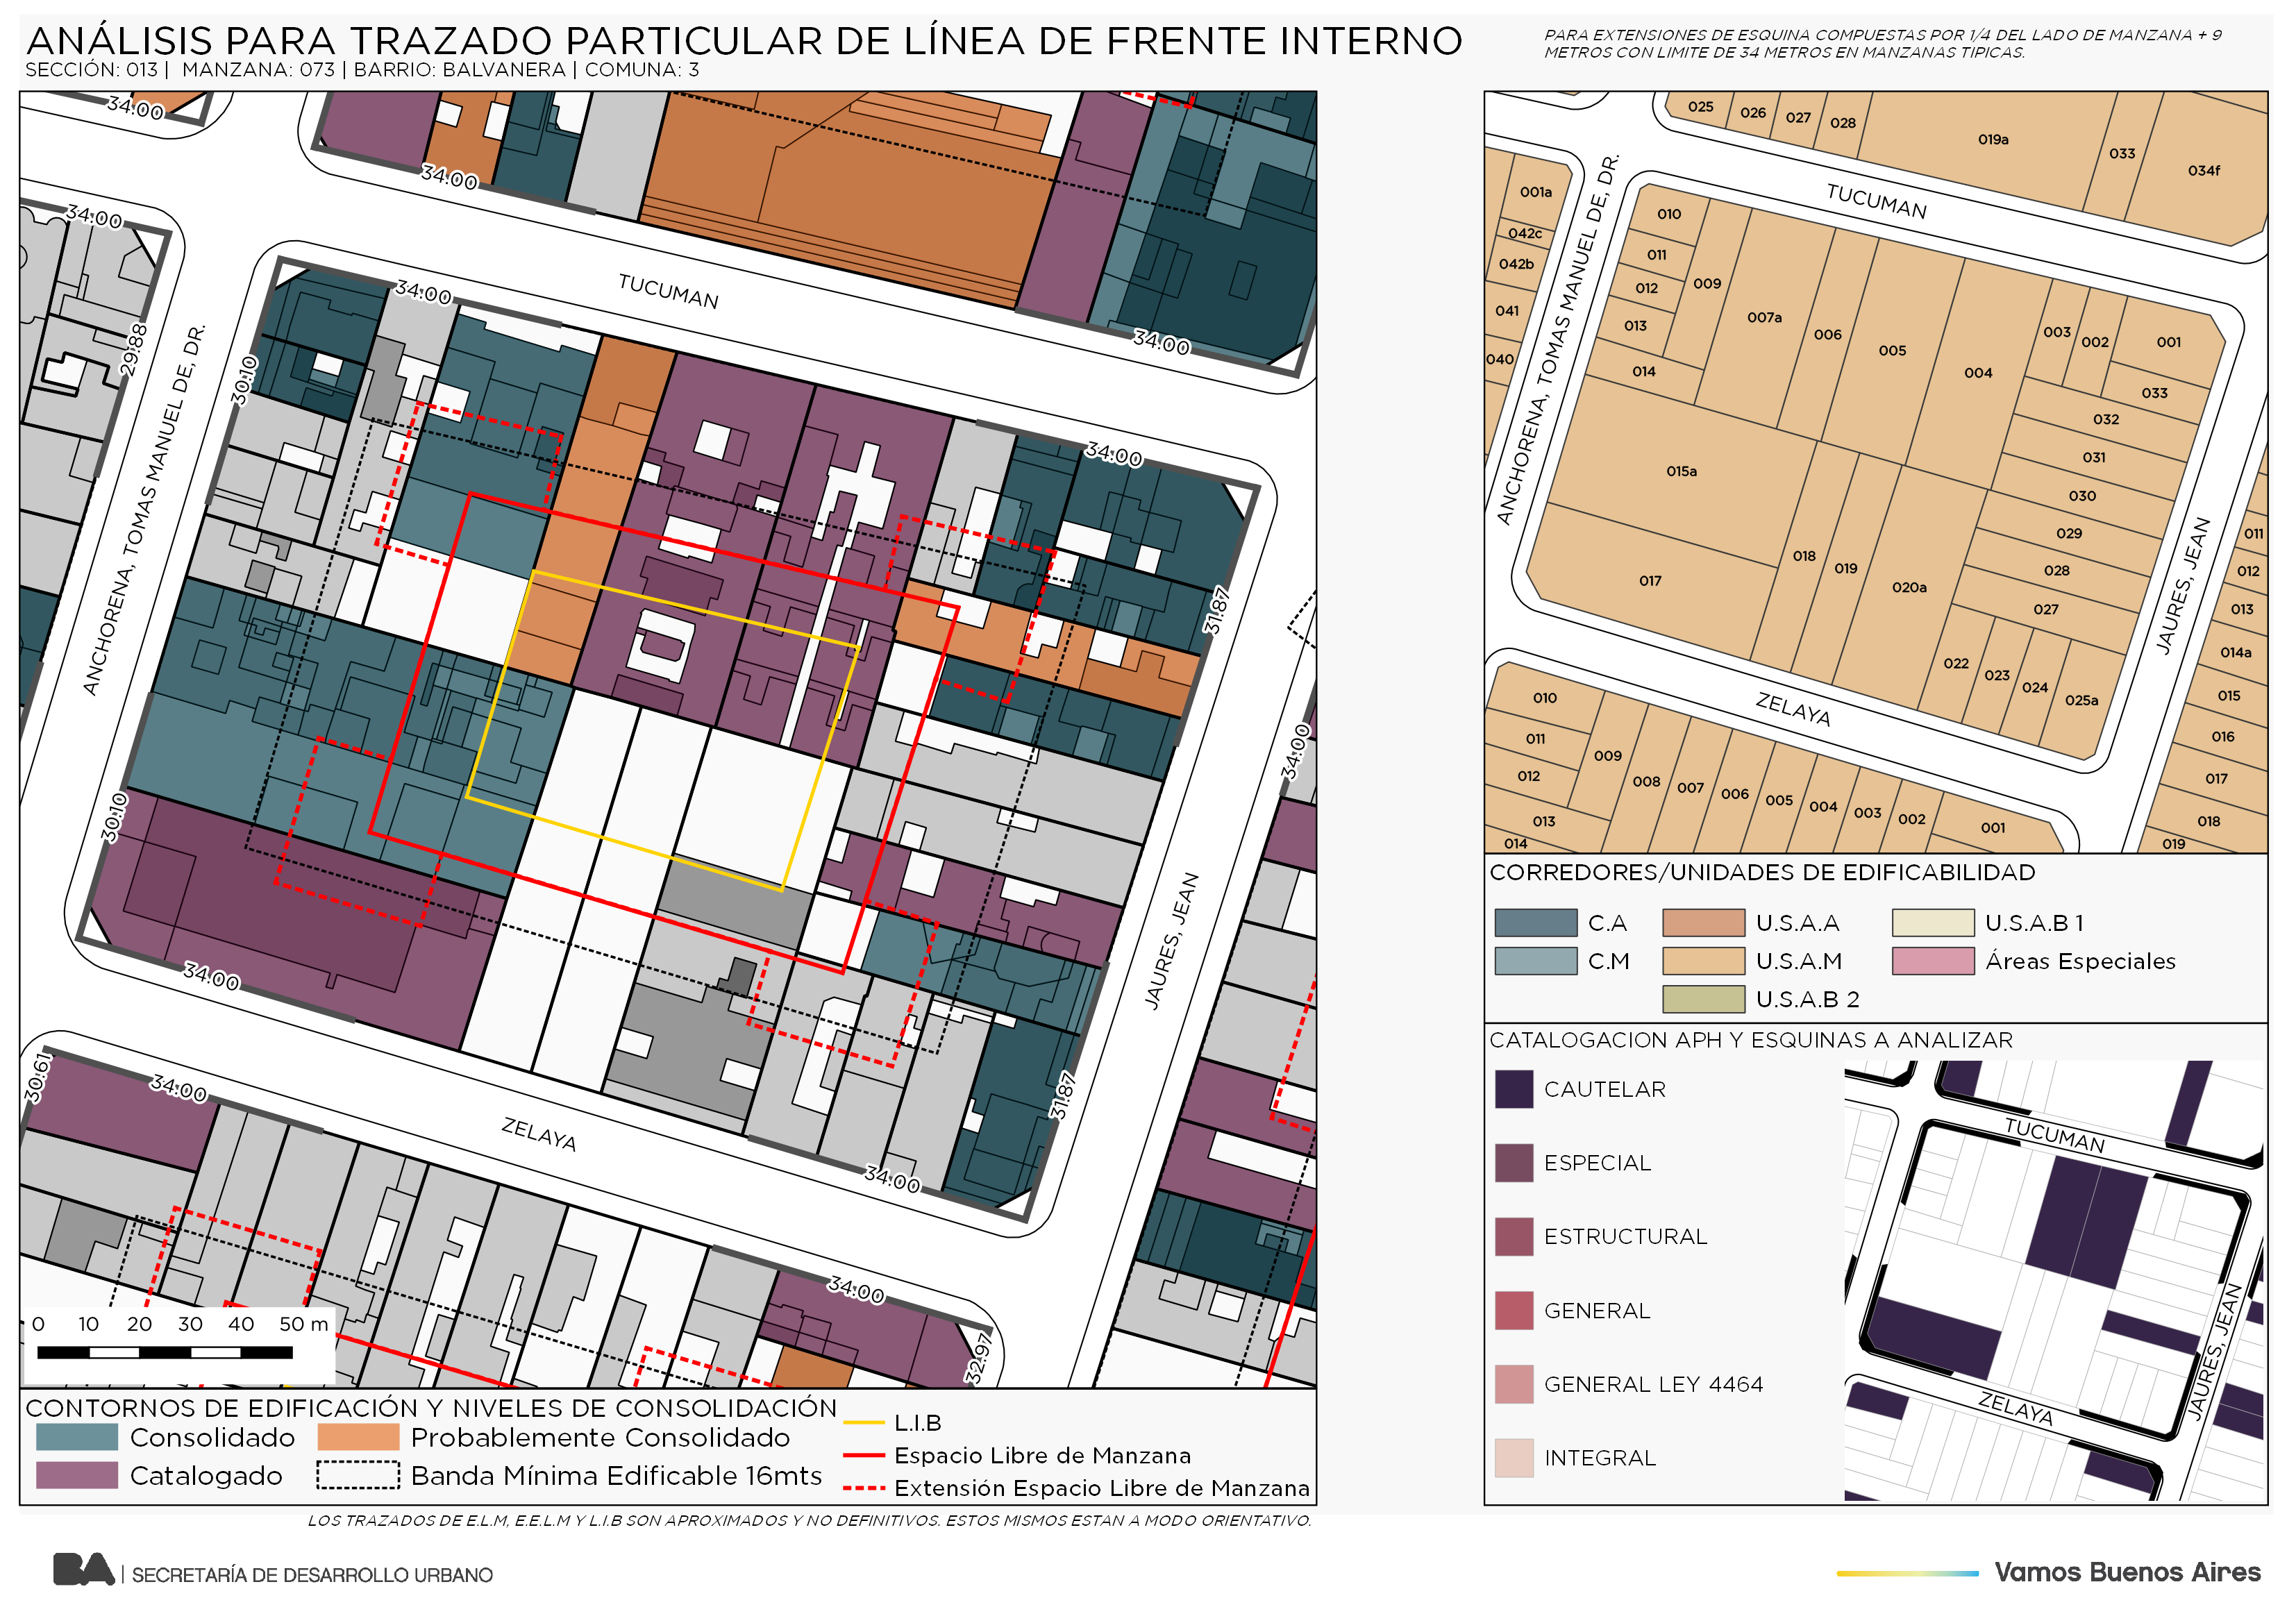 ANÁLISIS PARA TRAZADO PARTICULAR DE LÍNEA DE FRENTE INTERNO
SECCIÓN: 013 | MANZANA: 073 | BARRIO: BALVANERA | COMUNA: 3
PARA EXTENSIONES DE ESQUINA COMPUESTAS POR 1/4 DEL LADO DE MANZANA + 9
METROS CON LIMITE DE 34 METROS EN MANZANAS TIPICAS.
34.00
34.00
34.00
34.00
TUCUMAN
34.00
29.88
30.10
ANCHORENA, TOMAS MANUEL DE, DR.
34.00
31.87
34.00
30.10
JAURES, JEAN
34.00
30.61
34.00
31.87
ZELAYA
34.00
34.00
32.97
0 10 20 30 40 50 m
CONTORNOS DE EDIFICACIÓN Y NIVELES DE CONSOLIDACIÓN
Consolidado
Probablemente Consolidado
Catalogado
Banda Mínima Edificable 16mts
L.I.B
Espacio Libre de Manzana
Extensión Espacio Libre de Manzana
LOS TRAZADOS DE E.L.M, E.E.L.M Y L.I.B SON APROXIMADOS Y NO DEFINITIVOS. ESTOS MISMOS ESTAN A MODO ORIENTATIVO.
025
026
027
028
019a
033
034f
001a
042c
042b
041
040
TUCUMAN
ANCHORENA, TOMAS MANUEL DE, DR.
010
011
012
013
014
009
007a
006
005
004
003
002
001
033
032
031
030
029
028
027
015a
017
018
019
020a
022
023
024
025a
JAURES, JEAN
ZELAYA
011
012
013
014a
015
016
017
018
019
010
011
012
013
014
009
008
007
006
005
004
003
002
001
CORREDORES/UNIDADES DE EDIFICABILIDAD
C.A
U.S.A.A
U.S.A.B 1
C.M
U.S.A.M
Áreas Especiales
U.S.A.B 2
CATALOGACION APH Y ESQUINAS A ANALIZAR
CAUTELAR
ESPECIAL
ESTRUCTURAL
GENERAL
GENERAL LEY 4464
INTEGRAL
TUCUMAN
JAURES, JEAN
ZELAYA
BA | SECRETARÍA DE DESARROLLO URBANO
Vamos Buenos Aires